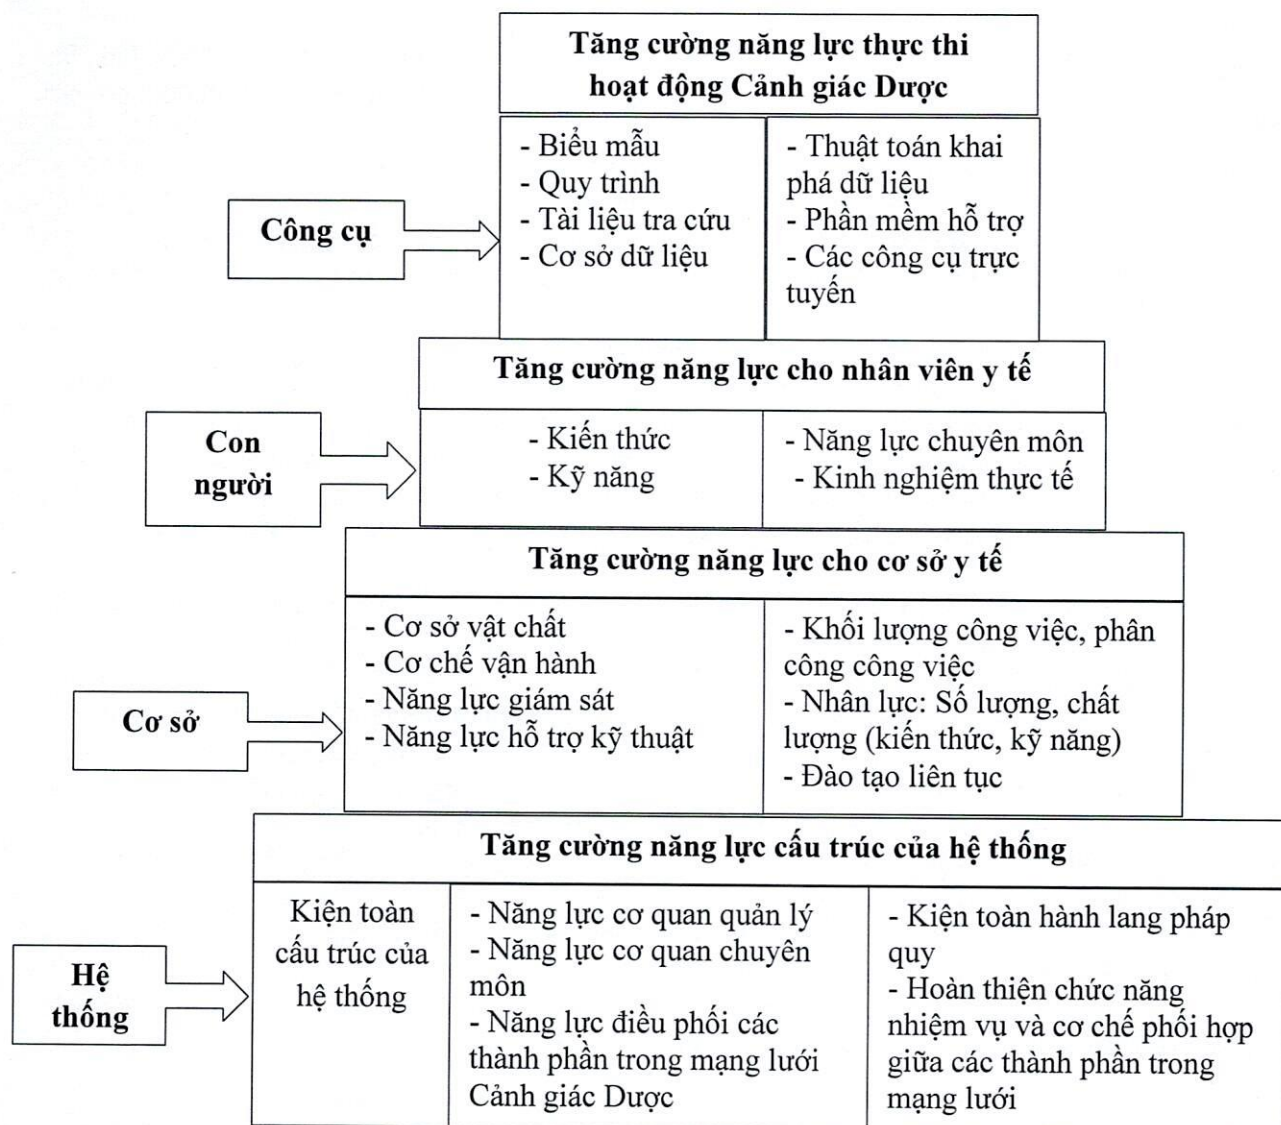 Tăng cường năng lực thực thi
hoạt động Cảnh giác Dược
Công cụ
- Biểu mẫu
- Quy trình
- Tài liệu tra cứu
- Cơ sở dữ liệu
- Thuật toán khai
phá dữ liệu
- Phần mềm hỗ trợ
- Các công cụ trực
tuyến
Tăng cường năng lực cho nhân viên y tế
Con
người
- Kiến thức
- Kỹ năng
- Năng lực chuyên môn
- Kinh nghiệm thực tế
Tăng cường năng lực cho cơ sở y tế
Cơ sở
- Cơ sở vật chất
- Cơ chế vận hành
- Năng lực giám sát
- Năng lực hỗ trợ kỹ thuật
- Khối lượng công việc, phân
công công việc
- Nhân lực: Số lượng, chất
lượng (kiến thức, kỹ năng)
- Đào tạo liên tục
Tăng cường năng lực cấu trúc của hệ thống
Hệ
thống
Kiện toàn
cấu trúc của
hệ thống
- Năng lực cơ quan quản lý
- Năng lực cơ quan chuyên
môn
- Năng lực điều phối các
thành phần trong mạng lưới
Cảnh giác Dược
- Kiện toàn hành lang pháp
quy
- Hoàn thiện chức năng
nhiệm vụ và cơ chế phối hợp
giữa các thành phần trong
mạng lưới